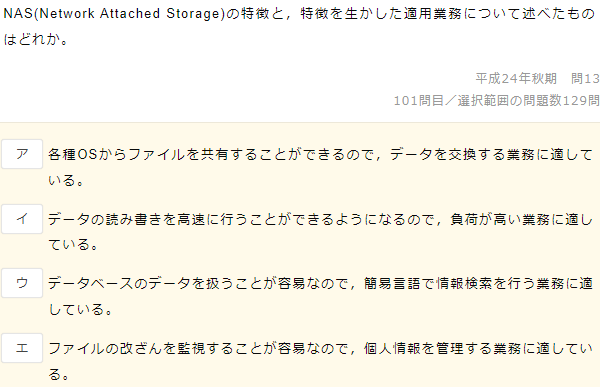 NAS(Network Attached Storage)の特徴と，特徴を生かした適用業務について述べたもの
はどれか。
平成24年秋期　問13
101問目／選択範囲の問題数129問
ア 各種OSからファイルを共有することができるので，データを交換する業務に適して
いる。
イ データの読み書きを高速に行うことができるようになるので，負荷が高い業務に適し
ている。
ウ データベースのデータを扱うことが容易なので，簡易言語で情報検索を行う業務に適
している。
エ ファイルの改ざんを監視することが容易なので，個人情報を管理する業務に適してい
る。